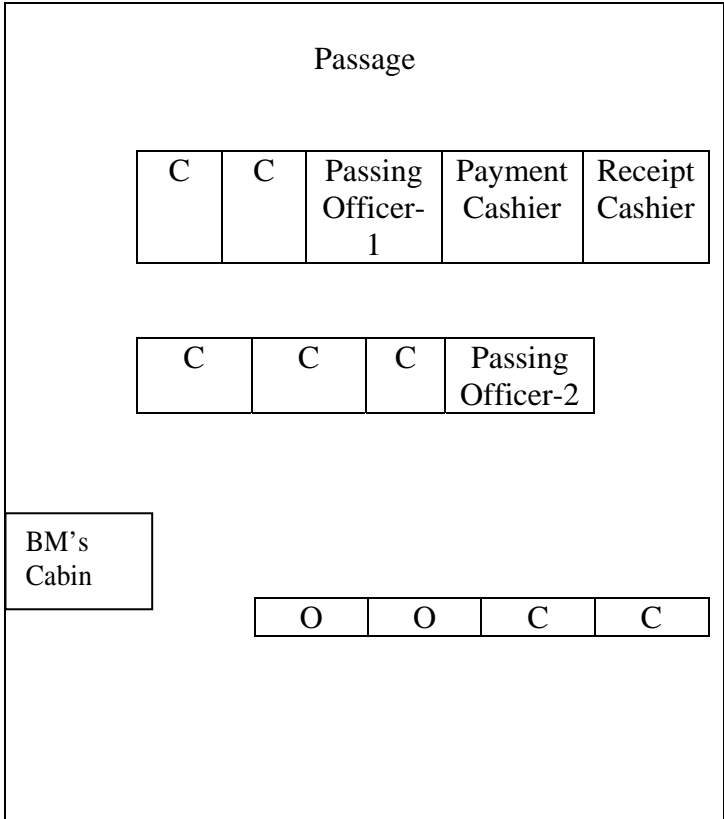 Passage
C C Passing Payment Receipt
Officer- Cashier Cashier
1
C C C Passing
Officer-2
BM's
Cabin
O O C C